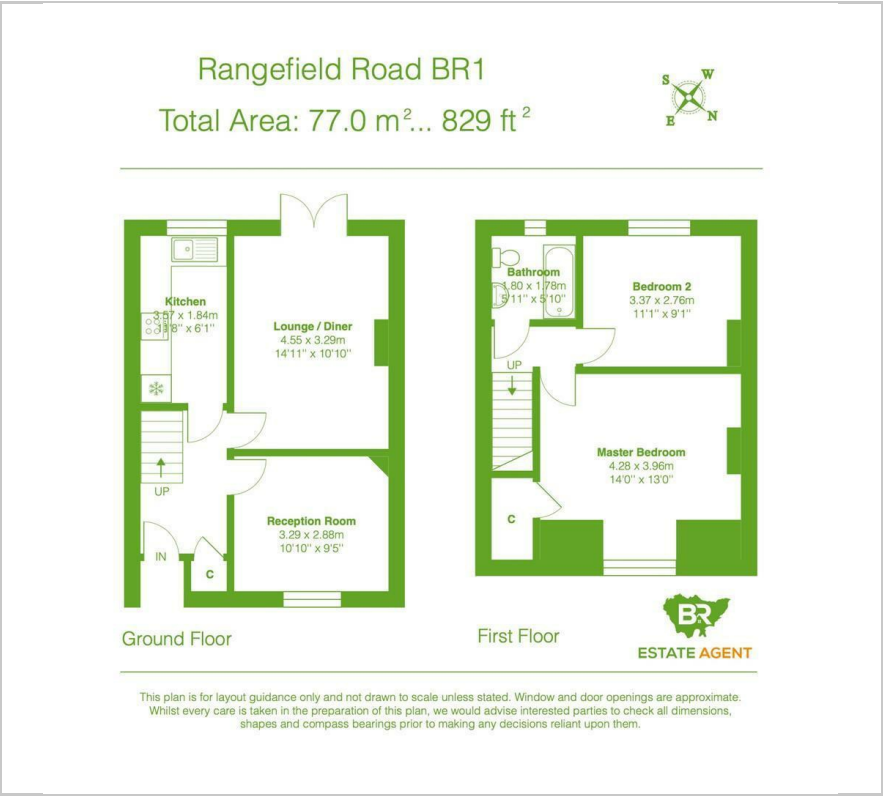 Rangefield Road BR1
Total Area: 77.0 m²... 829 ft²
S W
E N
Kitchen
3.57 x 1.84m
11'8'' x 6'1''
Lounge / Diner
4.55 x 3.29m
14'11'' x 10'10''
UP
Reception Room
3.29 x 2.88m
10'10'' x 9'5''
IN
C
Ground Floor
Bathroom
1.80 x 1.78m
5'11'' x 5'10''
Bedroom 2
3.37 x 2.76m
11'1'' x 9'1''
UP
Master Bedroom
4.28 x 3.96m
14'0'' x 13'0''
C
First Floor
BR
ESTATE AGENT
This plan is for layout guidance only and not drawn to scale unless stated. Window and door openings are approximate.
Whilst every care is taken in the preparation of this plan, we would advise interested parties to check all dimensions,
shapes and compass bearings prior to making any decisions reliant upon them.